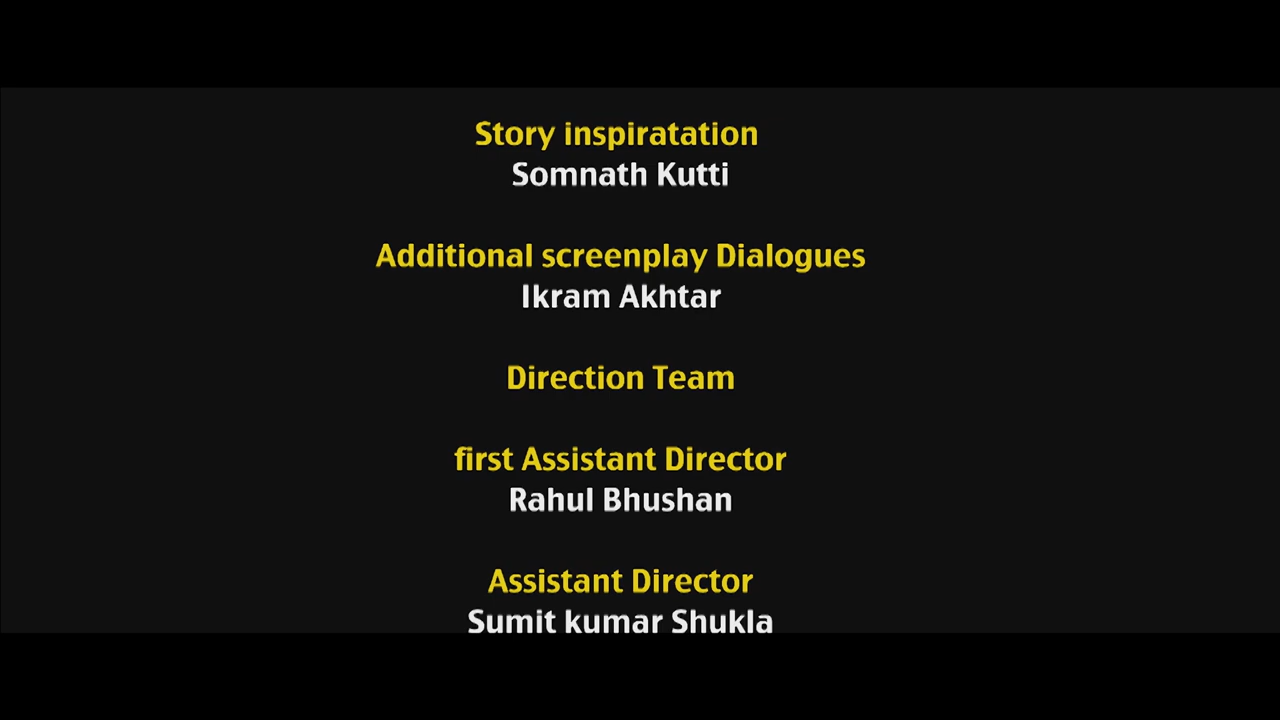 Story inspiratation
Somnath Kutti
Additional screenplay Dialogues
Ikram Akhtar
Direction Team
first Assistant Director
Rahul Bhushan
Assistant Director
Sumit kumar Shukla